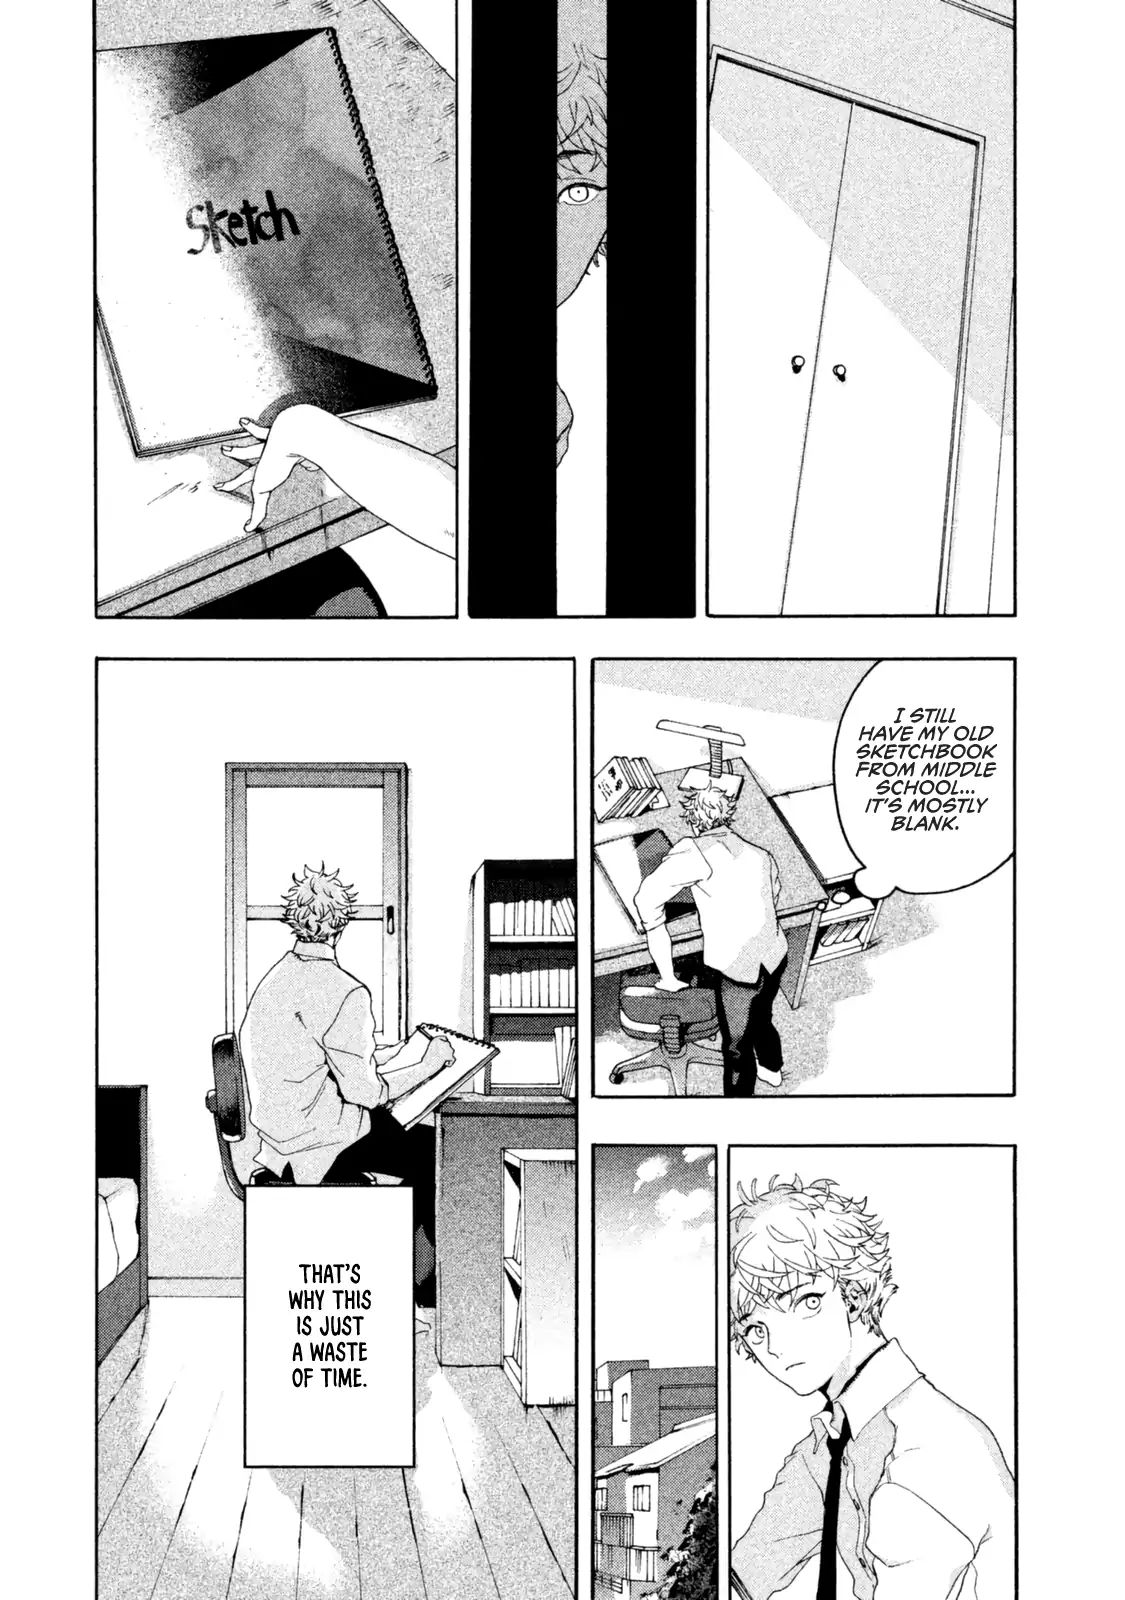 Sketch
I STILL
HAVE MY OLD
SKETCHBOOK
FROM MIDDLE
SCHOOL...
IT'S MOSTLY
BLANK.
THAT'S
WHY THIS
IS JUST
A WASTE
OF TIME.